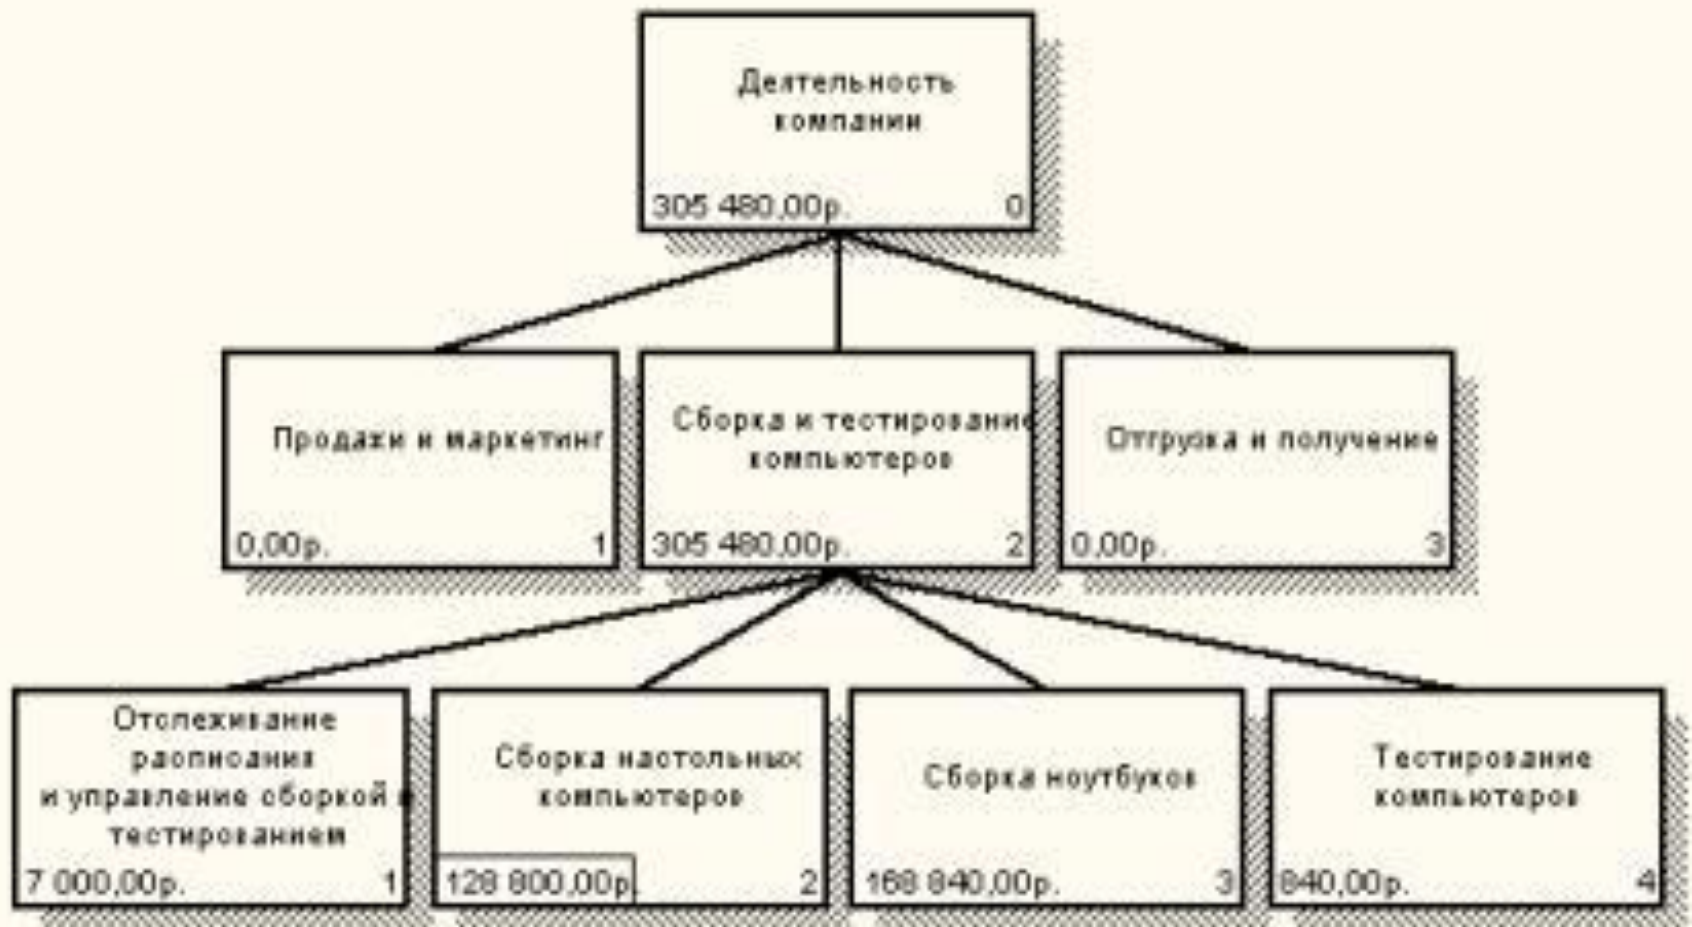 Деятельность
компании
305 480,00р. 0
Продажи и маркетинг
0,00р. 1
Сборка и тестирование
компьютеров
305 480,00р. 2
Отгрузка и получение
0,00р. 3
Отслеживание
расписания
и управление сборкой и
тестированием
7 000,00р. 1
Сборка настольных
компьютеров
128 800,00р. 2
Сборка ноутбуков
168 840,00р. 3
Тестирование
компьютеров
840,00р. 4